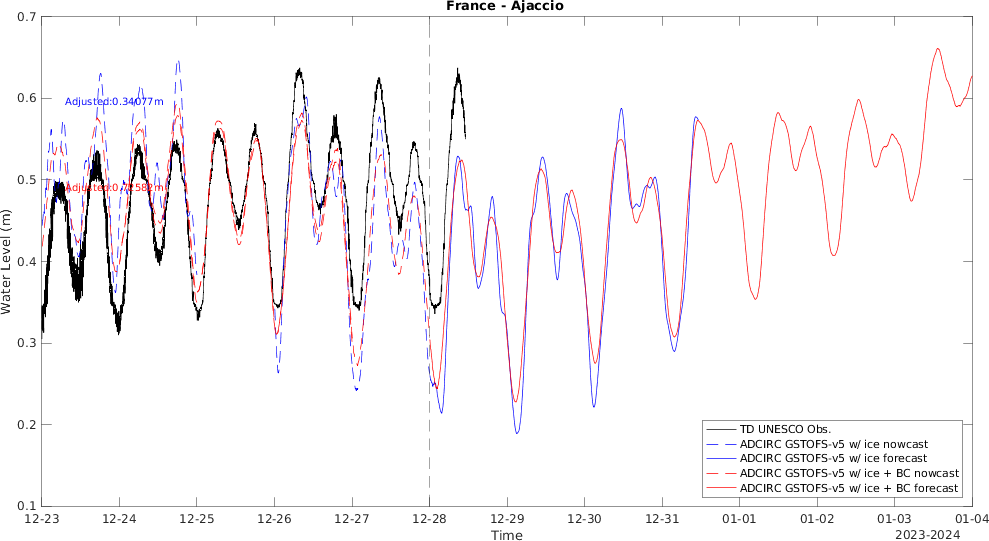 France - Ajaccio
0.7
0.6
0.5
0.4
0.3
0.2
0.1
Water Level (m)
Adjusted:0.34077m
12-23
12-24
12-25
12-26
12-27
12-28
12-29
12-30
12-31
01-01
01-02
01-03
01-04
Time
2023-2024
TD UNESCO Obs.
ADCIRC GSTOFS-v5 w/ ice nowcast
ADCIRC GSTOFS-v5 w/ ice forecast
ADCIRC GSTOFS-v5 w/ ice + BC nowcast
ADCIRC GSTOFS-v5 w/ ice + BC forecast